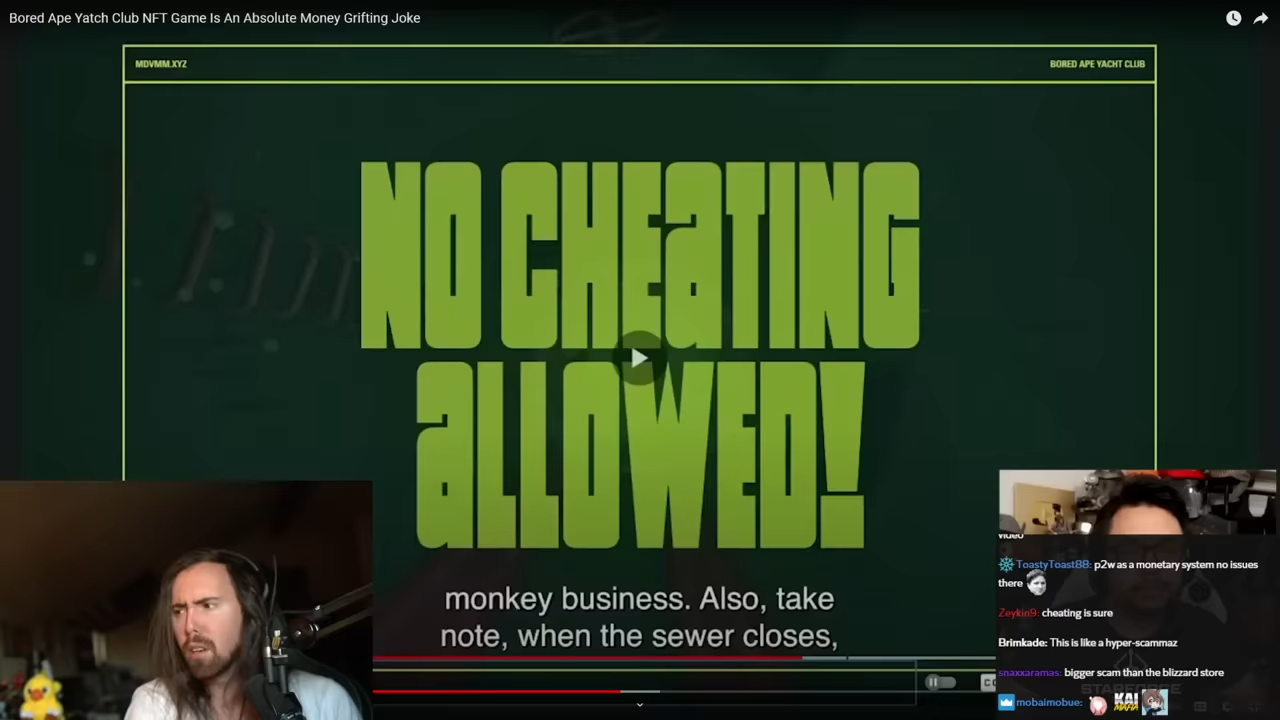 Bored Ape Yatch Club NFT Game Is An Absolute Money Grifting Joke
MDVMM.XYZ
BORED APE YACHT CLUB
NO CHEaTING
aLLOWED!
monkey business. Also, take
note, when the sewer closes,
video
ToastyToast88: p2w as a monetary system no issues
there
Zeykin9: cheating is sure
Brimkade: This is like a hyper-scammaz
snaxxaramas: bigger scam than the blizzard store
mobaimobue: KAI